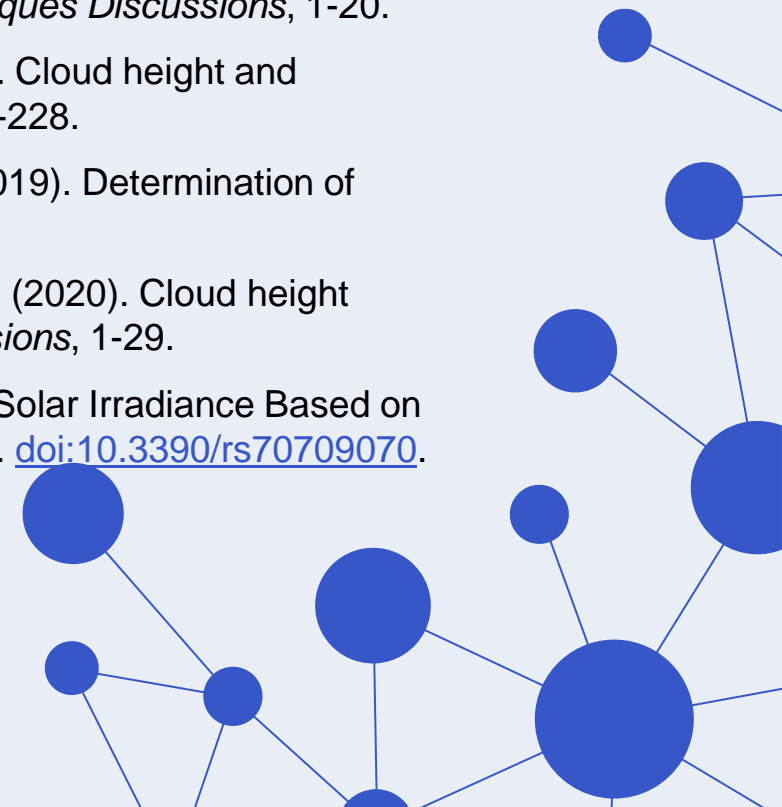 ques Discussions, 1-20.
. Cloud height and
-228.
019). Determination of
(2020). Cloud height
sions, 1-29.
Solar Irradiance Based on
. doi:10.3390/rs70709070.